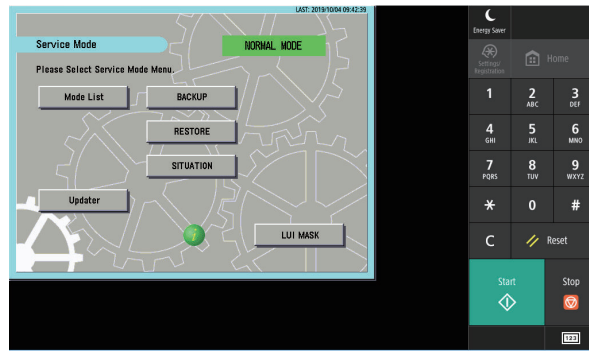 LAST: 2019/10/04 09:42:39
Service Mode
NORMAL MODE
Please Select Service Mode Menu.
Mode List
BACKUP
RESTORE
SITUATION
Updater
i
LUI MASK
Energy Saver
Settings/
Registration
Home
1
2
ABC
3
DEF
4
GHI
5
JKL
6
MNO
7
PQRS
8
TUV
9
WXYZ
*
0
#
C
Reset
Start
Stop
123